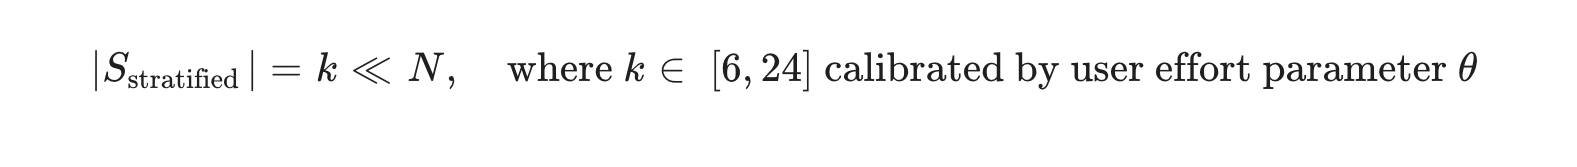 |S_stratified| = k ≪ N, where k ∈ [6, 24] calibrated by user effort parameter θ